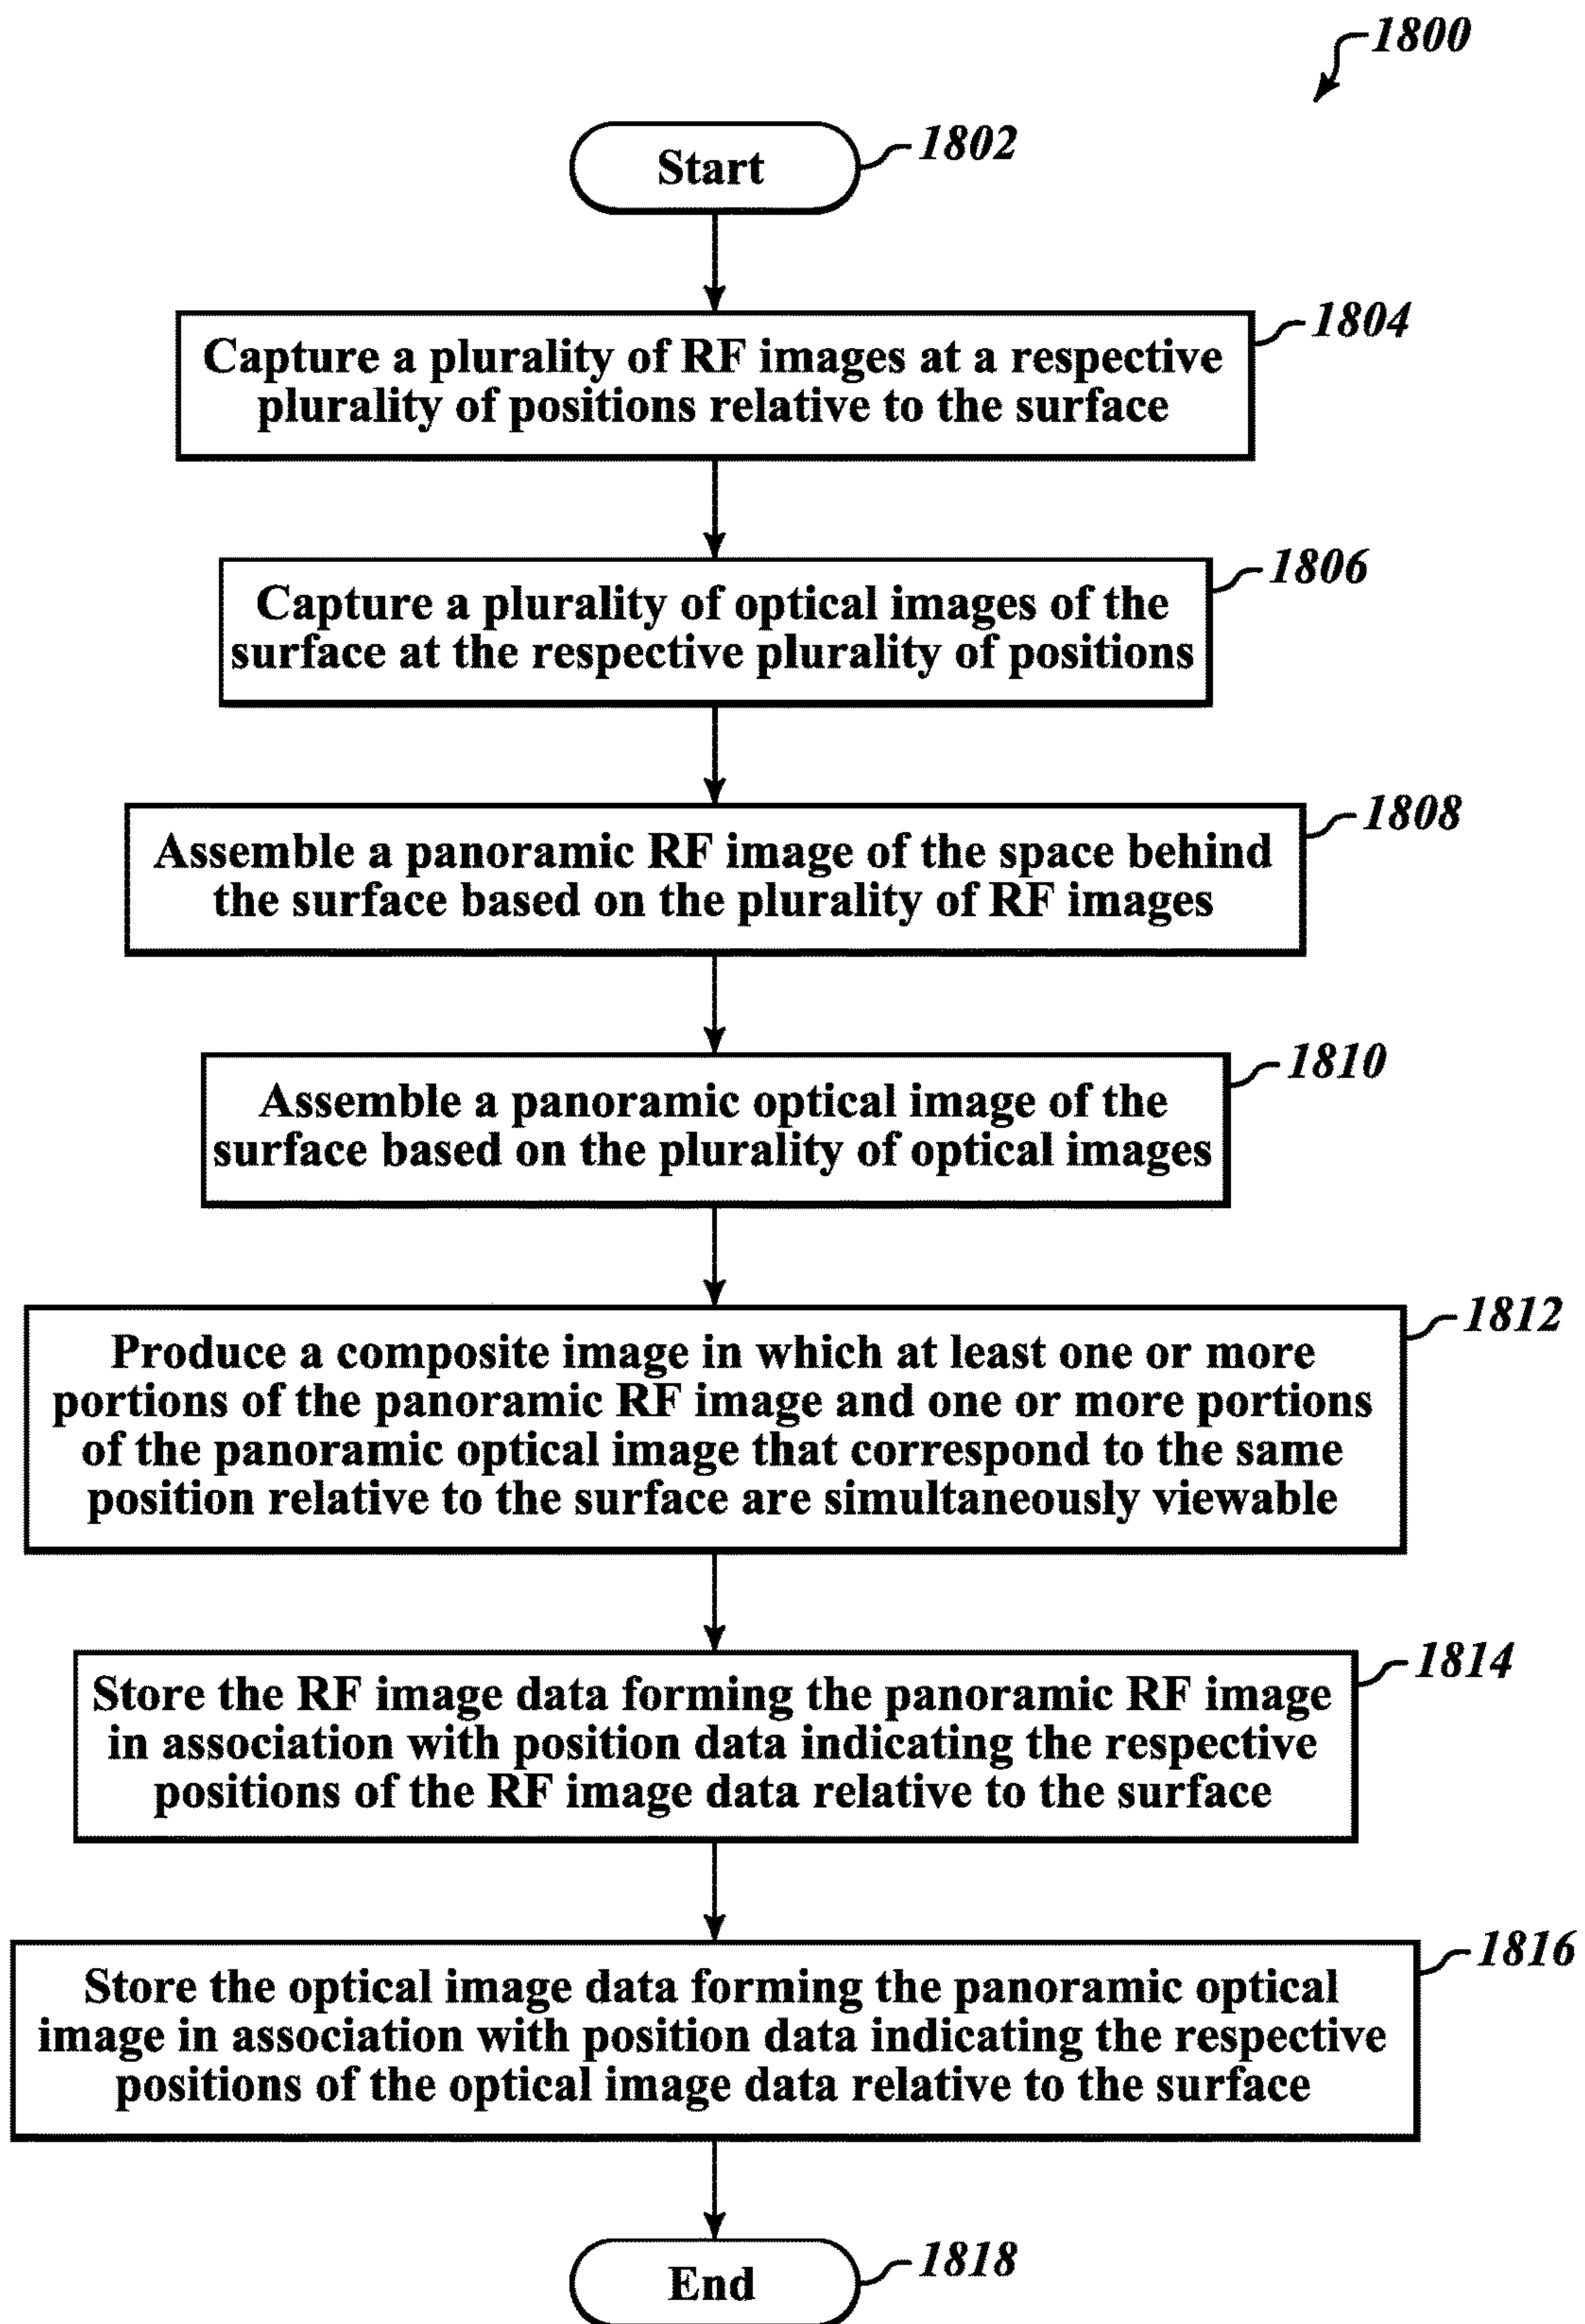 1800
Start
1802
Capture a plurality of RF images at a respective
plurality of positions relative to the surface
1804
Capture a plurality of optical images of the
surface at the respective plurality of positions
1806
Assemble a panoramic RF image of the space behind
the surface based on the plurality of RF images
1808
Assemble a panoramic optical image of the
surface based on the plurality of optical images
1810
Produce a composite image in which at least one or more
portions of the panoramic RF image and one or more portions
of the panoramic optical image that correspond to the same
position relative to the surface are simultaneously viewable
1812
Store the RF image data forming the panoramic RF image
in association with position data indicating the respective
positions of the RF image data relative to the surface
1814
Store the optical image data forming the panoramic optical
image in association with position data indicating the respective
positions of the optical image data relative to the surface
1816
End
1818